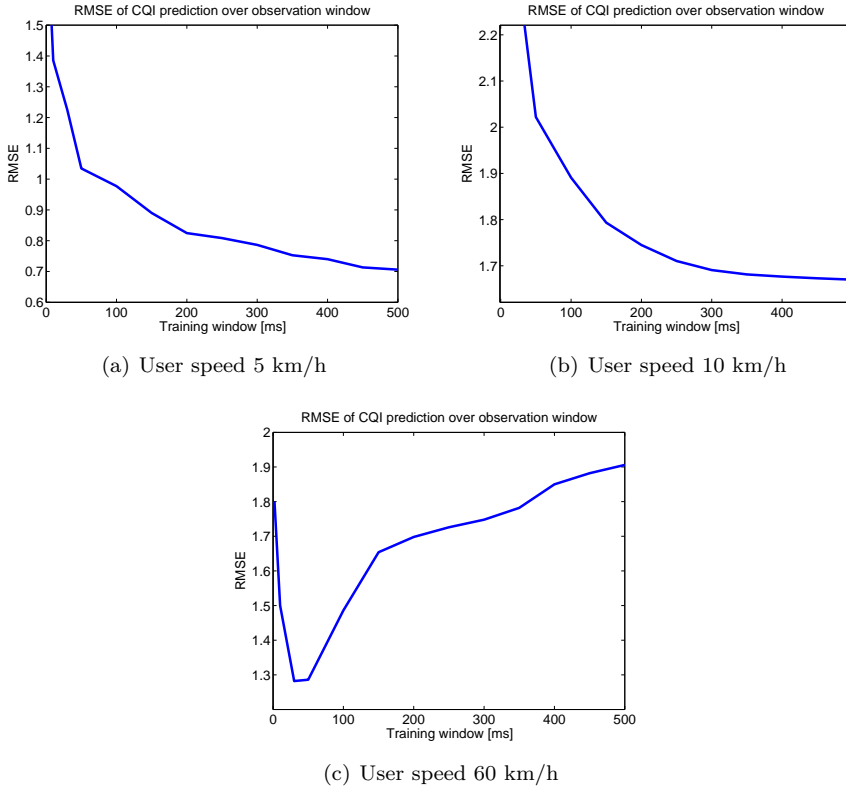 RMSE of CQI prediction over observation window
1.5
1.4
1.3
1.2
1.1
1
0.9
0.8
0.7
0.6
RMSE
0 100 200 300 400 500
Training window [ms]
(a) User speed 5 km/h
RMSE of CQI prediction over observation window
2.2
2.1
2
1.9
1.8
1.7
RMSE
0 100 200 300 400
Training window [ms]
(b) User speed 10 km/h
RMSE of CQI prediction over observation window
2
1.9
1.8
1.7
1.6
1.5
1.4
1.3
RMSE
0 100 200 300 400 500
Training window [ms]
(c) User speed 60 km/h